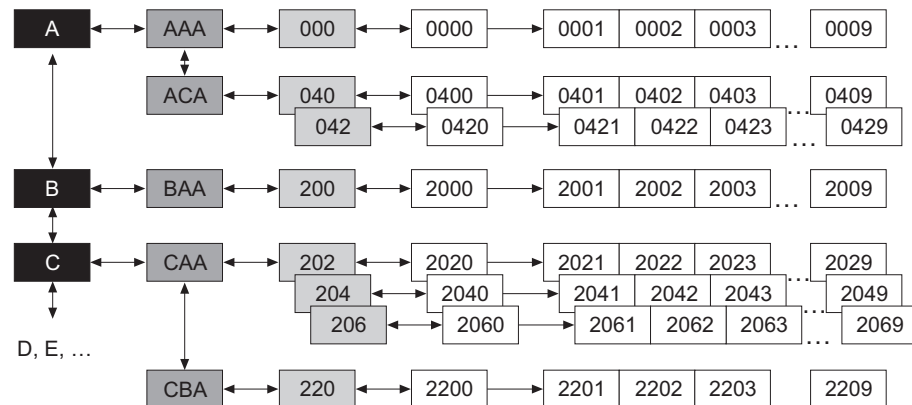 A AAA 000 0000 0001 0002 0003 ... 0009
ACA 040 0400 0401 0402 0403 ... 0409
042 0420 0421 0422 0423 ... 0429
B BAA 200 2000 2001 2002 2003 ... 2009
C CAA 202 2020 2021 2022 2023 ... 2029
204 2040 2041 2042 2043 ... 2049
206 2060 2061 2062 2063 ... 2069
D, E, ...
CBA 220 2200 2201 2202 2203 2209